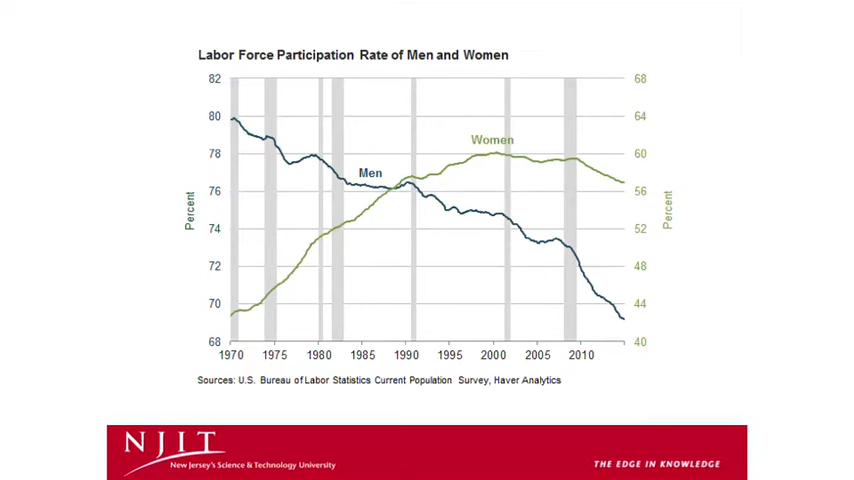 Labor Force Participation Rate of Men and Women
82 68
80 64
78 60
76 56
74 52
72 48
70 44
68 40
Percent
Percent
Women
Men
1970 1975 1980 1985 1990 1995 2000 2005 2010
Sources: U.S. Bureau of Labor Statistics Current Population Survey, Haver Analytics
NJIT
New Jersey's Science & Technology University
THE EDGE IN KNOWLEDGE